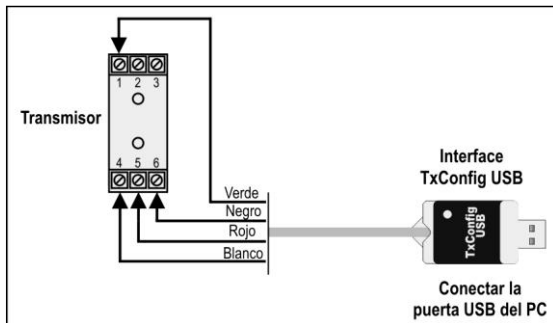 1 2 3
Transmisor
4 5 6
Verde
Negro
Rojo
Blanco
Interface
TxConfig USB
TxConfig
USB
Conectar la
puerta USB del PC